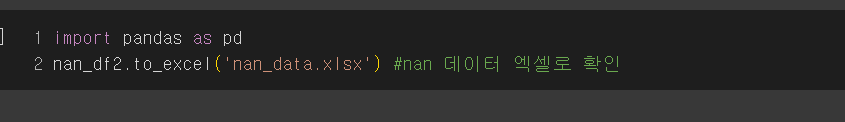 1 import pandas as pd
2 nan_df2.to_excel('nan_data.xlsx') #nan 데이터 엑셀로 확인